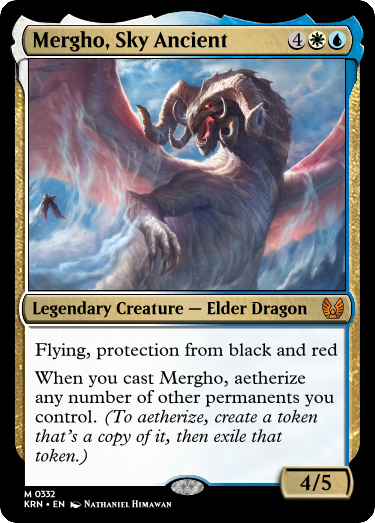 Mergho, Sky Ancient 4
Legendary Creature — Elder Dragon
Flying, protection from black and red
When you cast Mergho, aetherize
any number of other permanents you
control. (To aetherize, create a token
that's a copy of it, then exile that
token.)
4/5
M 0332
KRN • EN Nathaniel Himawan